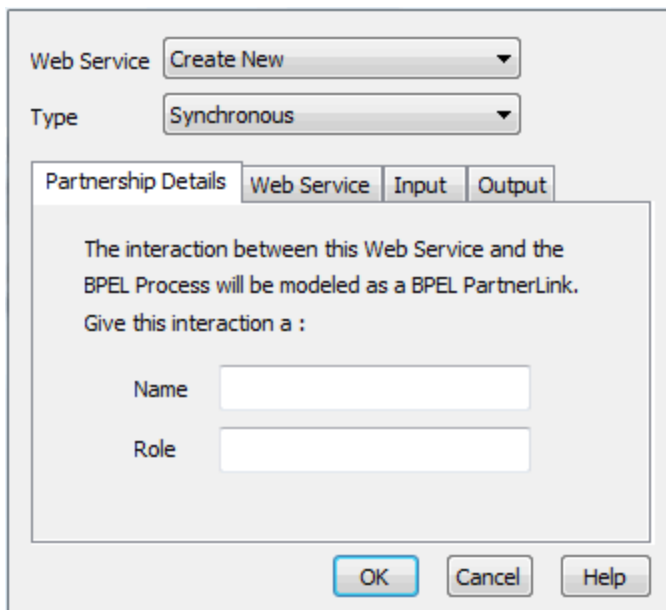 Web Service Create New
Type Synchronous
Partnership Details Web Service Input Output
The interaction between this Web Service and the
BPEL Process will be modeled as a BPEL PartnerLink.
Give this interaction a :
Name
Role
OK Cancel Help